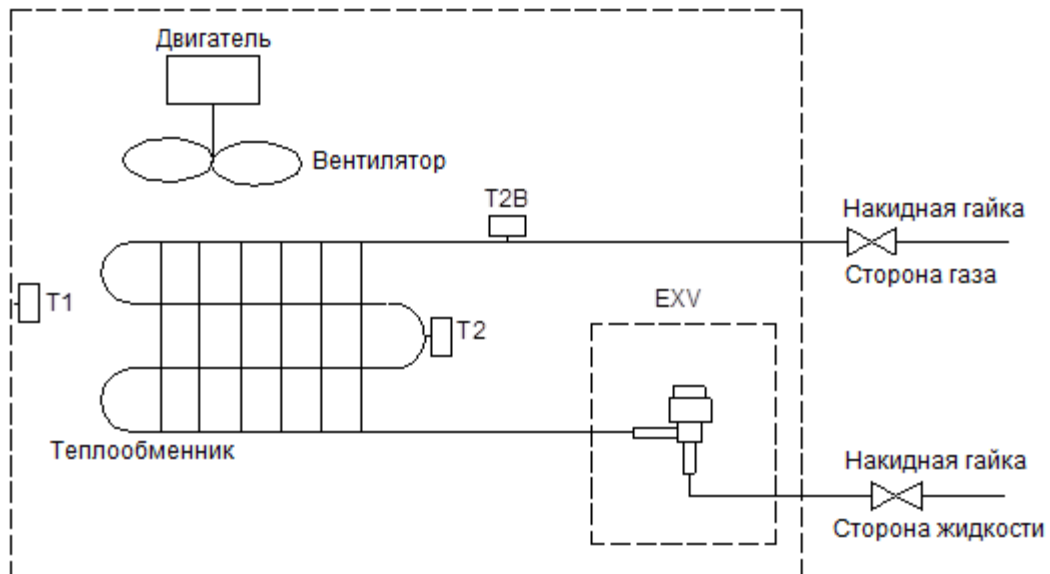 Двигатель
Вентилятор
T2B
Накидная гайка
Сторона газа
T1
EXV
T2
Теплообменник
Накидная гайка
Сторона жидкости